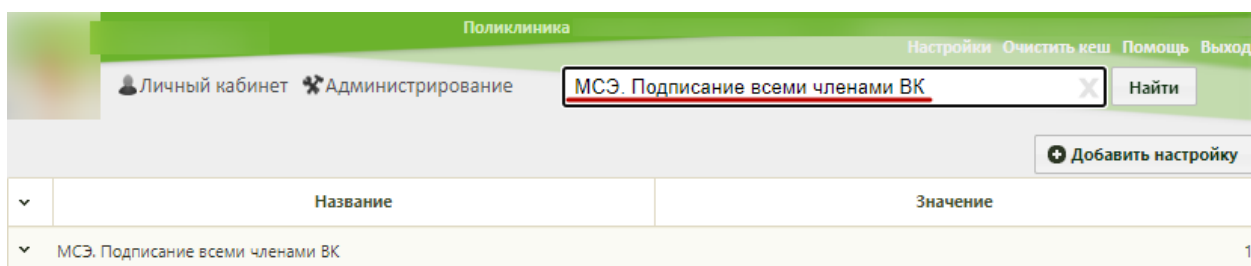 Поликлиника
Настройки Очистить кеш Помощь Выход
Личный кабинет Администрирование МСЭ. Подписание всеми членами ВК X Найти
Добавить настройку
Название Значение
МСЭ. Подписание всеми членами ВК 1